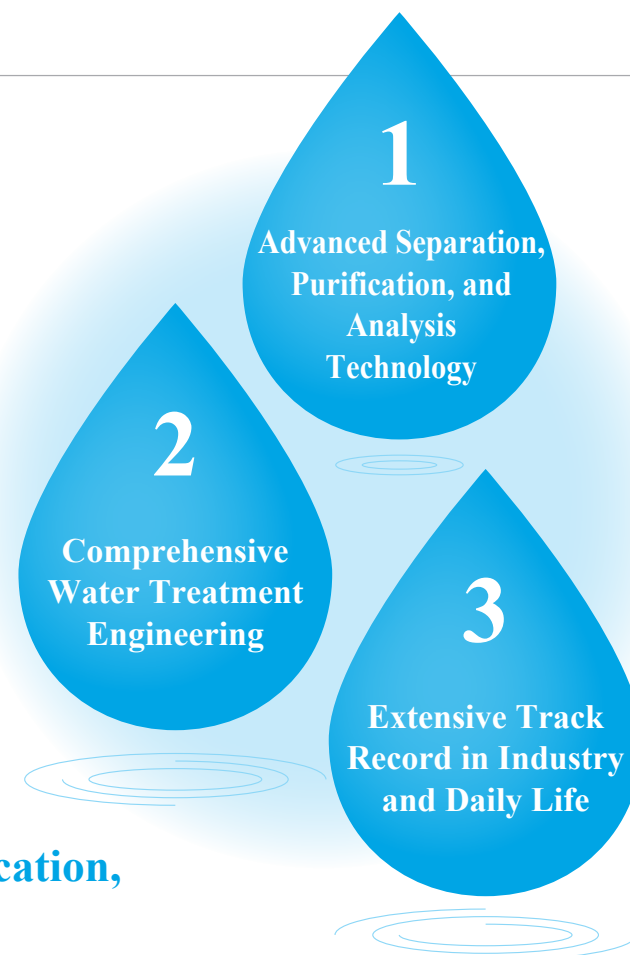 1
Advanced Separation,
Purification, and
Analysis
Technology
2
Comprehensive
Water Treatment
Engineering
3
Extensive Track
Record in Industry
and Daily Life
cation,